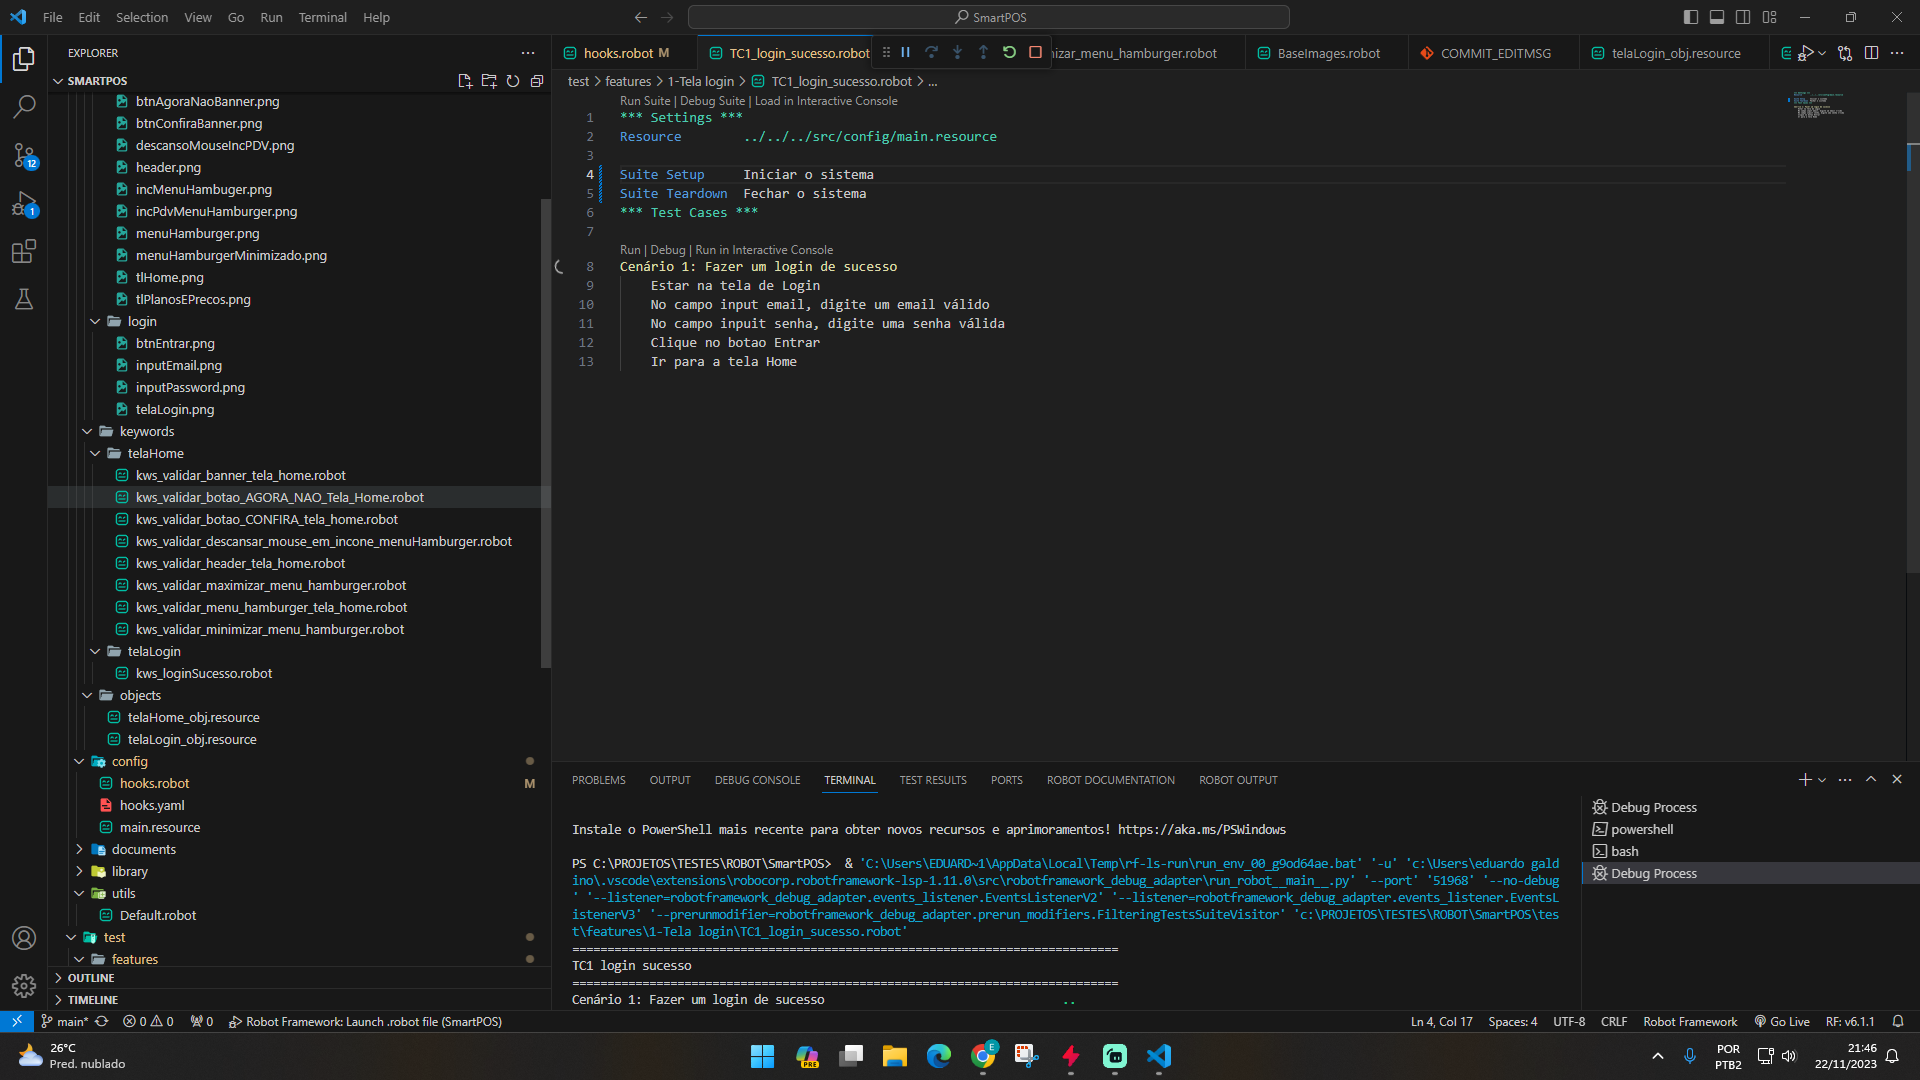 File Edit Selection View Go Run Terminal Help
SmartPOS
EXPLORER
SMARTPOS
btnAgoraNaoBanner.png
btnConfiraBanner.png
descansoMouseIncPDV.png
header.png
incMenuHambuger.png
incPdvMenuHamburger.png
menuHamburger.png
menuHamburgerMinimizado.png
tlHome.png
tlPlanosEPrecos.png
login
btnEntrar.png
inputEmail.png
inputPassword.png
telaLogin.png
keywords
telaHome
kws_validar_banner_tela_home.robot
kws_validar_botao_AGORA_NAO_Tela_Home.robot
kws_validar_botao_CONFIRA_tela_home.robot
kws_validar_descansar_mouse_em_incone_menuHamburger.robot
kws_validar_header_tela_home.robot
kws_validar_maximizar_menu_hamburger.robot
kws_validar_menu_hamburger_tela_home.robot
kws_validar_minimizar_menu_hamburger.robot
telaLogin
kws_loginSucesso.robot
objects
telaHome_obj.resource
telaLogin_obj.resource
config
hooks.robot M
hooks.yaml
main.resource
documents
library
utils
Default.robot
test
features
OUTLINE
TIMELINE
12
1
hooks.robot M
TC1_login_sucesso.robot
izar_menu_hamburger.robot
BaseImages.robot
COMMIT_EDITMSG
telaLogin_obj.resource
test > features > 1-Tela login > TC1_login_sucesso.robot > ...
Run Suite | Debug Suite | Load in Interactive Console
1 *** Settings ***
2 Resource ../../../src/config/main.resource
3
4 Suite Setup Iniciar o sistema
5 Suite Teardown Fechar o sistema
6 *** Test Cases ***
7
Run | Debug | Run in Interactive Console
8 Cenário 1: Fazer um login de sucesso
9 Estar na tela de Login
10 No campo input email, digite um email válido
11 No campo inpuit senha, digite uma senha válida
12 Clique no botao Entrar
13 Ir para a tela Home
PROBLEMS OUTPUT DEBUG CONSOLE TERMINAL TEST RESULTS PORTS ROBOT DOCUMENTATION ROBOT OUTPUT
Instale o PowerShell mais recente para obter novos recursos e aprimoramentos! https://aka.ms/PSWindows
PS C:\PROJETOS\TESTES\ROBOT\SmartPOS> & 'C:\Users\EDUARD~1\AppData\Local\Temp\rf-ls-run\run_env_00_g9od64ae.bat' '-u' 'c:\Users\eduardo gald
ino\.vscode\extensions\robocorp.robotframework-lsp-1.11.0\src\robotframework_debug_adapter\run_robot__main__.py' '--port' '51968' '--no-debug
' '--listener=robotframework_debug_adapter.events_listener.EventsListenerV2' '--listener=robotframework_debug_adapter.events_listener.EventsL
istenerV3' '--prerunmodifier=robotframework_debug_adapter.prerun_modifiers.FilteringTestsSuiteVisitor' 'c:\PROJETOS\TESTES\ROBOT\SmartPOS\tes
t\features\1-Tela login\TC1_login_sucesso.robot'
==============================================================================
TC1 login sucesso
==============================================================================
Cenário 1: Fazer um login de sucesso ..
Debug Process
powershell
bash
Debug Process
main* 0 0 0 Robot Framework: Launch .robot file (SmartPOS)
Ln 4, Col 17 Spaces: 4 UTF-8 CRLF Robot Framework Go Live RF: v6.1.1
26°C
Pred. nublado
PRE
E
POR
PTB2
21:46
22/11/2023